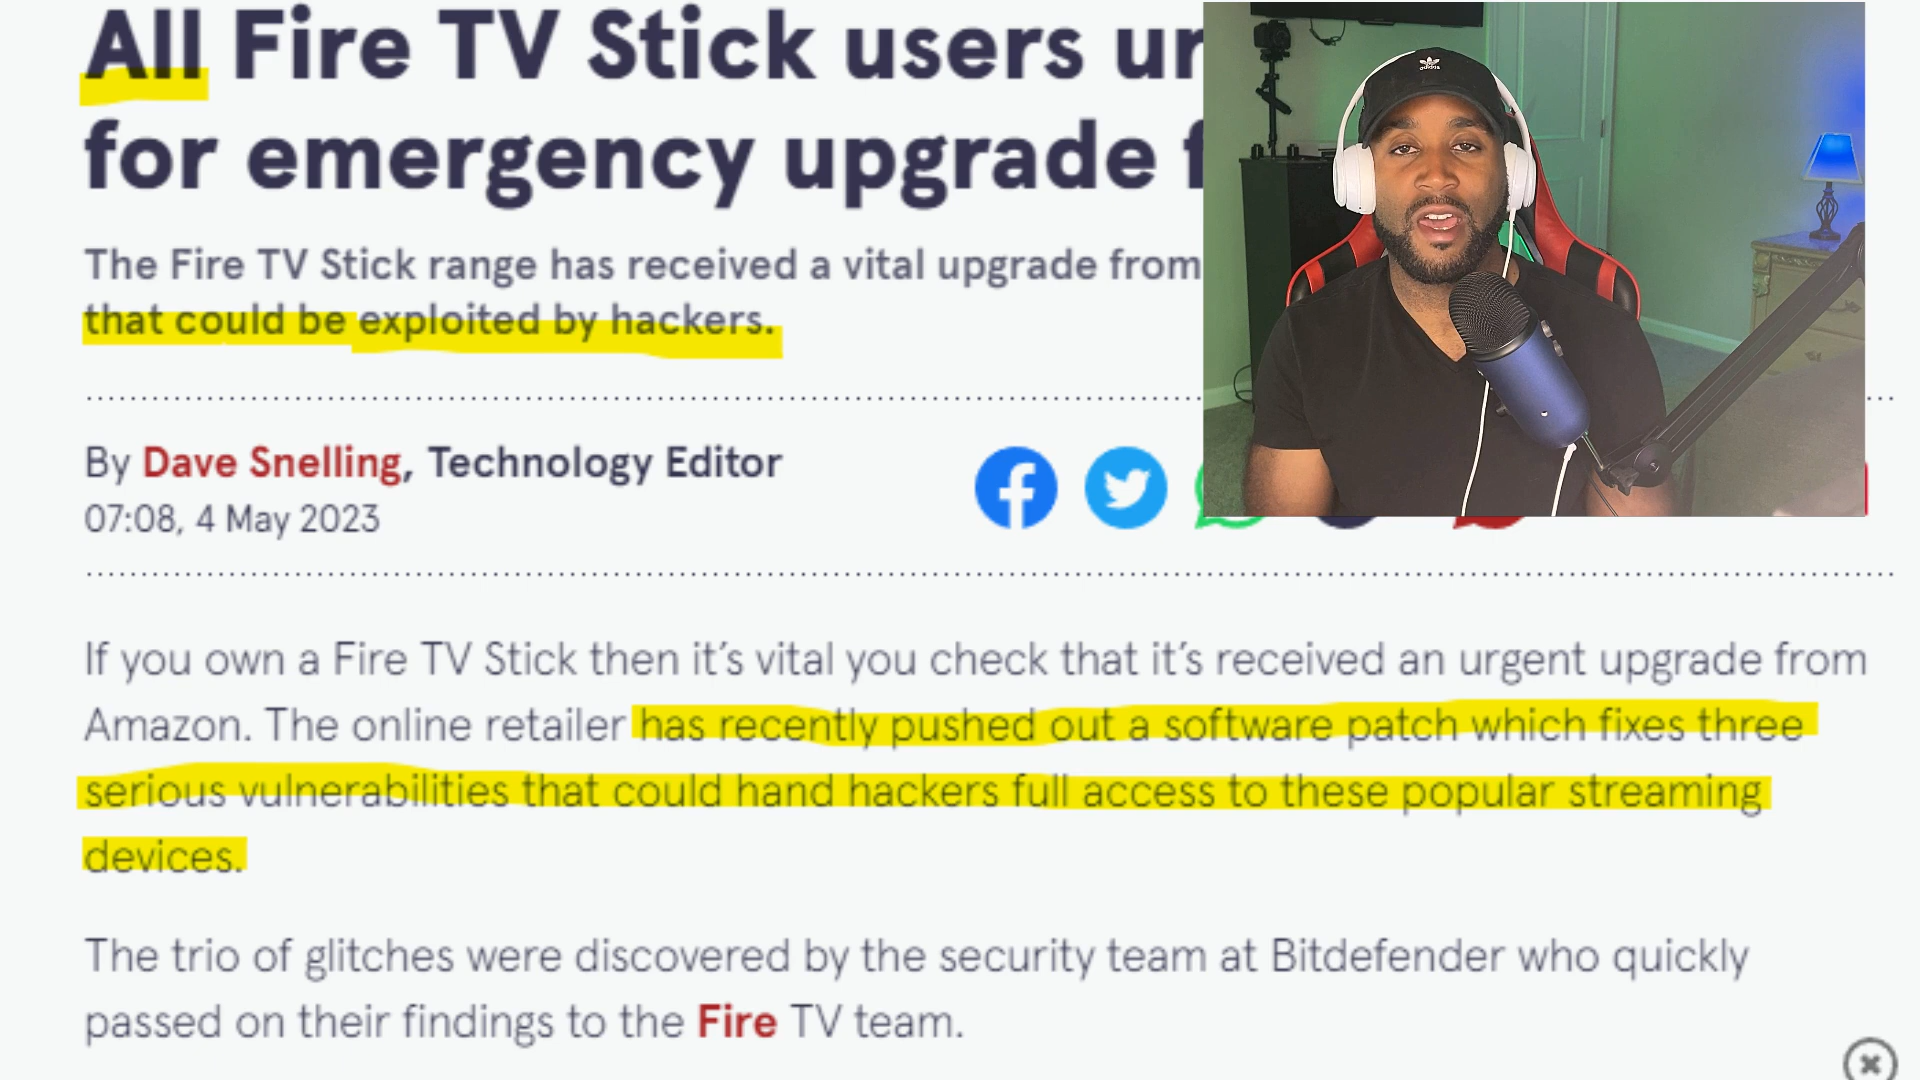 All Fire TV Stick users
for emergency upgrade
The Fire TV Stick range has received a vital upgrade from
that could be exploited by hackers.
adidas
By Dave Snelling, Technology Editor
07:08, 4 May 2023
If you own a Fire TV Stick then it’s vital you check that it’s received an urgent upgrade from
Amazon. The online retailer has recently pushed out a software patch which fixes three
serious vulnerabilities that could hand hackers full access to these popular streaming
devices.
The trio of glitches were discovered by the security team at Bitdefender who quickly
passed on their findings to the Fire TV team.